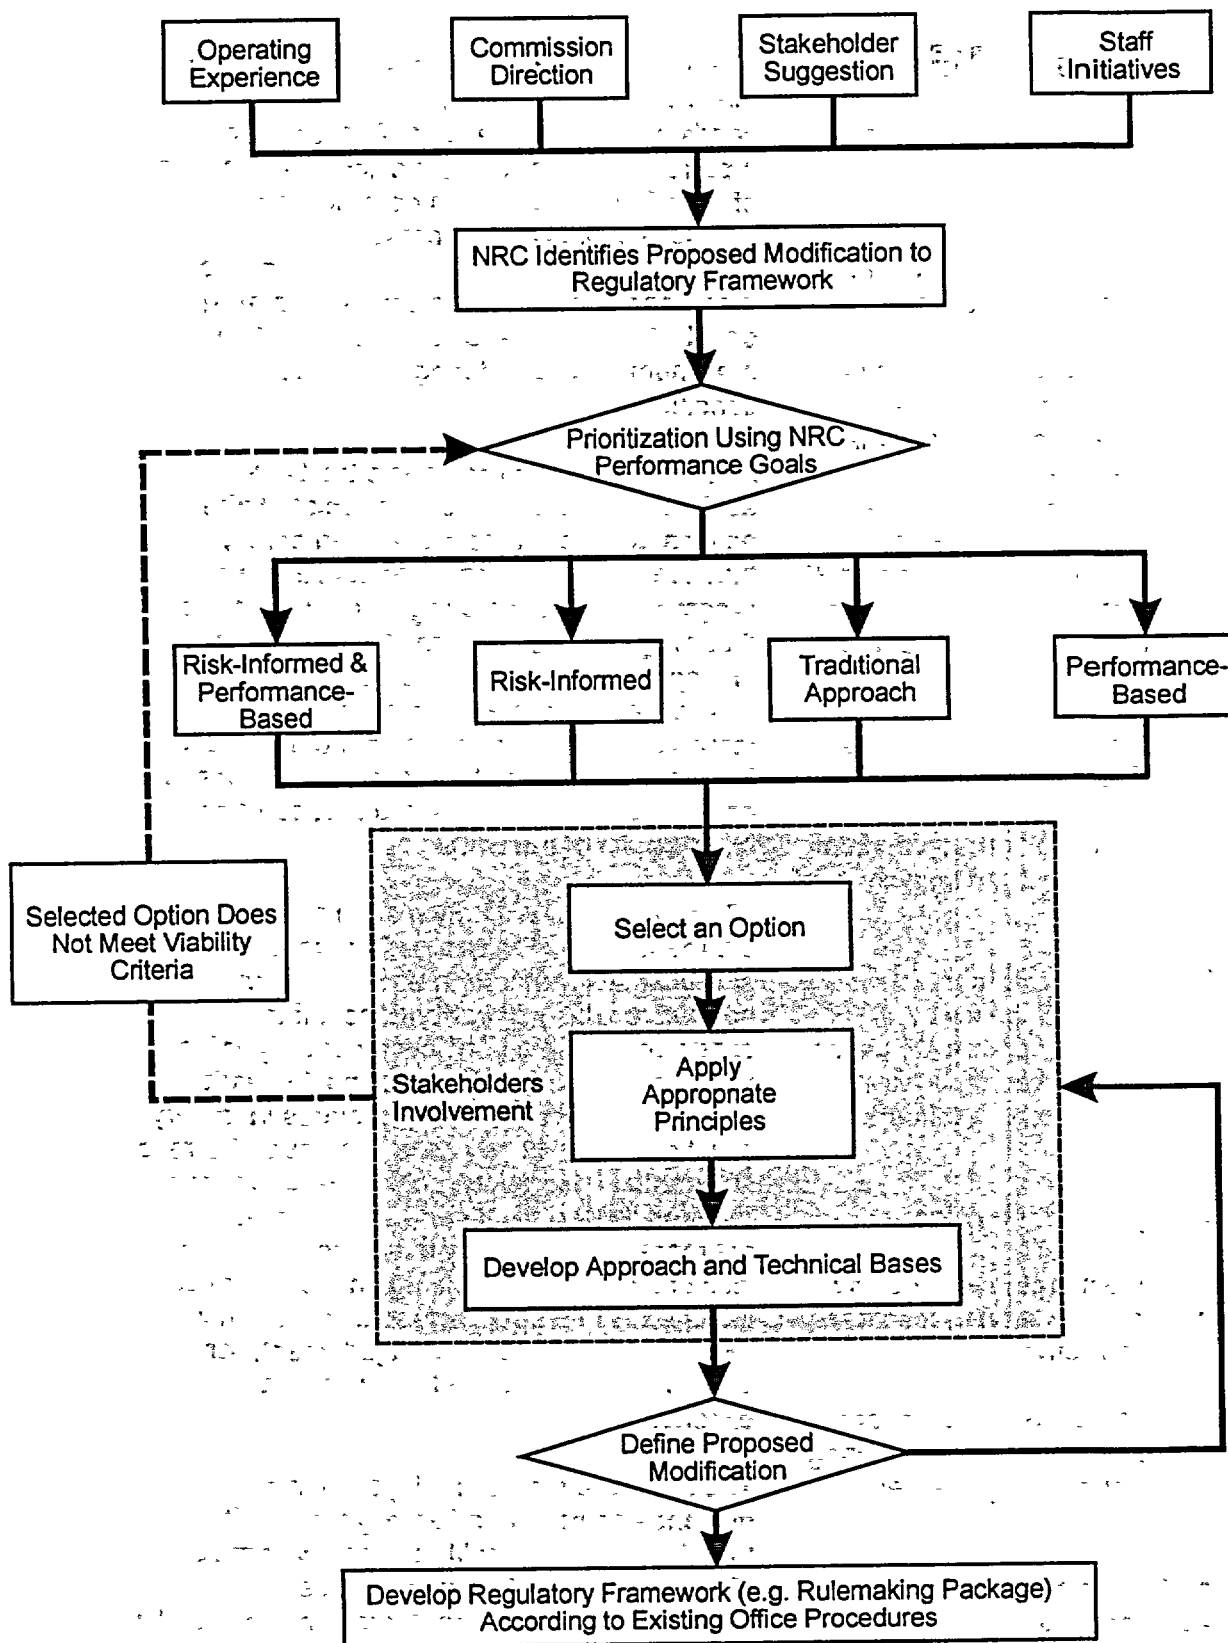 Operating
Experience
Commission
Direction
Stakeholder
Suggestion
Staff
Initiatives
NRC Identifies Proposed Modification to
Regulatory Framework
Prioritization Using NRC
Performance Goals
Risk-Informed &
Performance-
Based
Risk-Informed
Traditional
Approach
Performance-
Based
Selected Option Does
Not Meet Viability
Criteria
Select an Option
Stakeholders
Involvement
Apply
Appropnate
Principles
Develop Approach and Technical Bases
Define Proposed
Modification
Develop Regulatory Framework (e.g. Rulemaking Package)
According to Existing Office Procedures